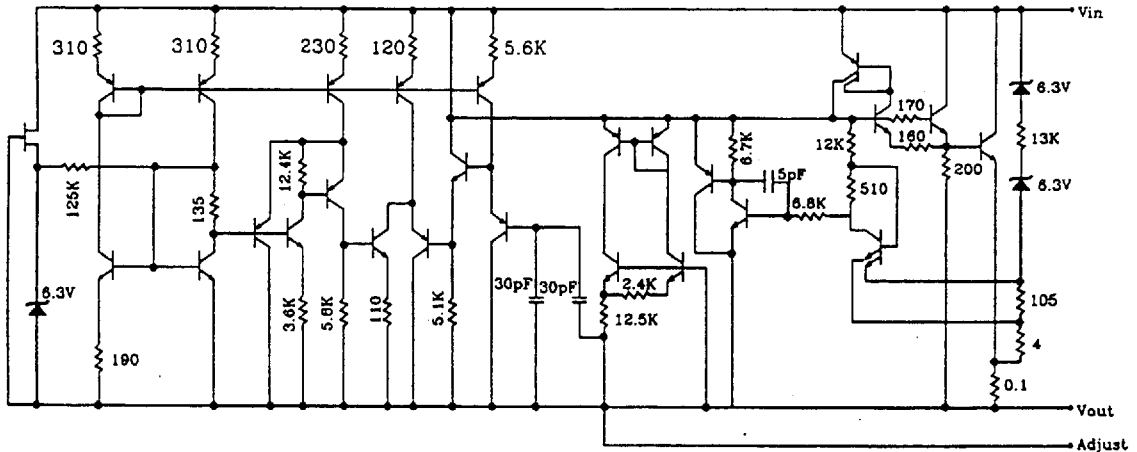 Vin
310
310
230
120
5.6K
6.3V
170
160
12K
6.7K
13K
125K
12.4K
5pF
510
200
6.3V
135
6.8K
6.3V
30pF
30pF
2.4K
105
3.6K
5.8K
110
5.1K
12.5K
4
190
0.1
Vout
Adjust